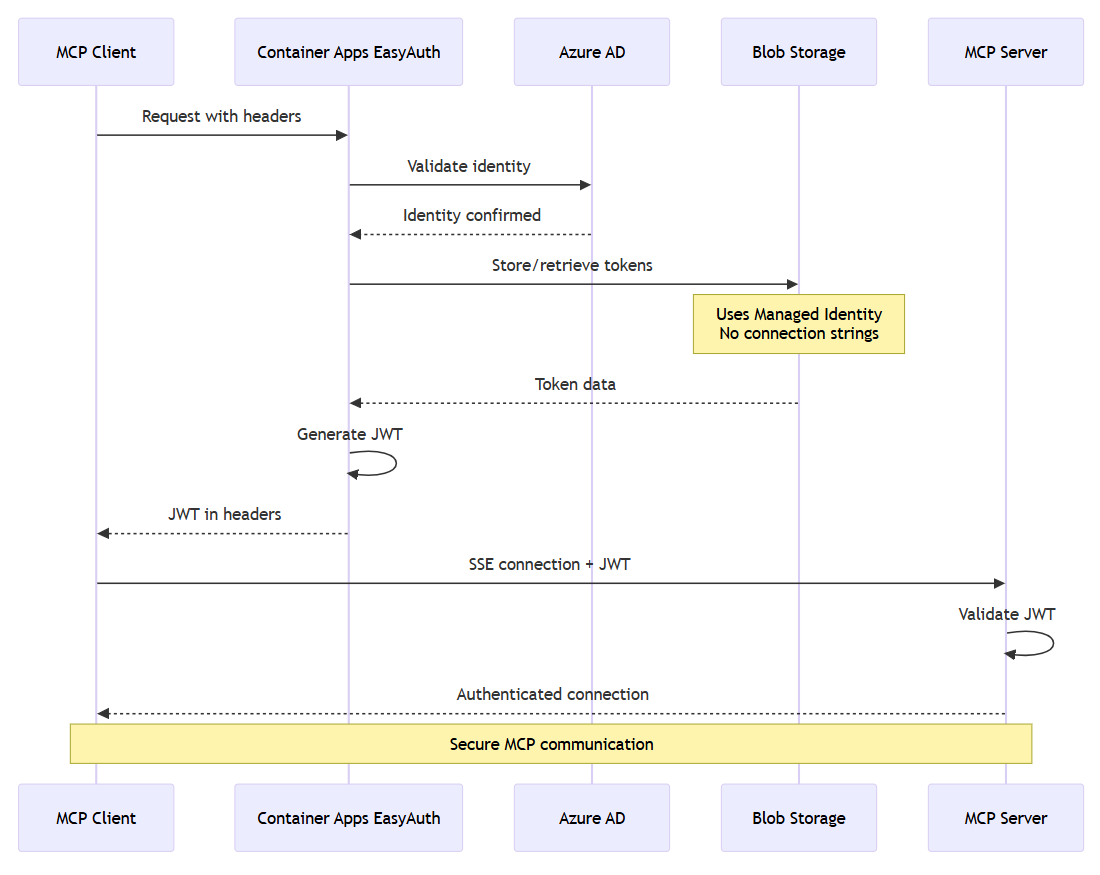 MCP Client
Container Apps EasyAuth
Azure AD
Blob Storage
MCP Server
Request with headers
Validate identity
Identity confirmed
Store/retrieve tokens
Uses Managed Identity
No connection strings
Token data
Generate JWT
JWT in headers
SSE connection + JWT
Validate JWT
Authenticated connection
Secure MCP communication
MCP Client
Container Apps EasyAuth
Azure AD
Blob Storage
MCP Server